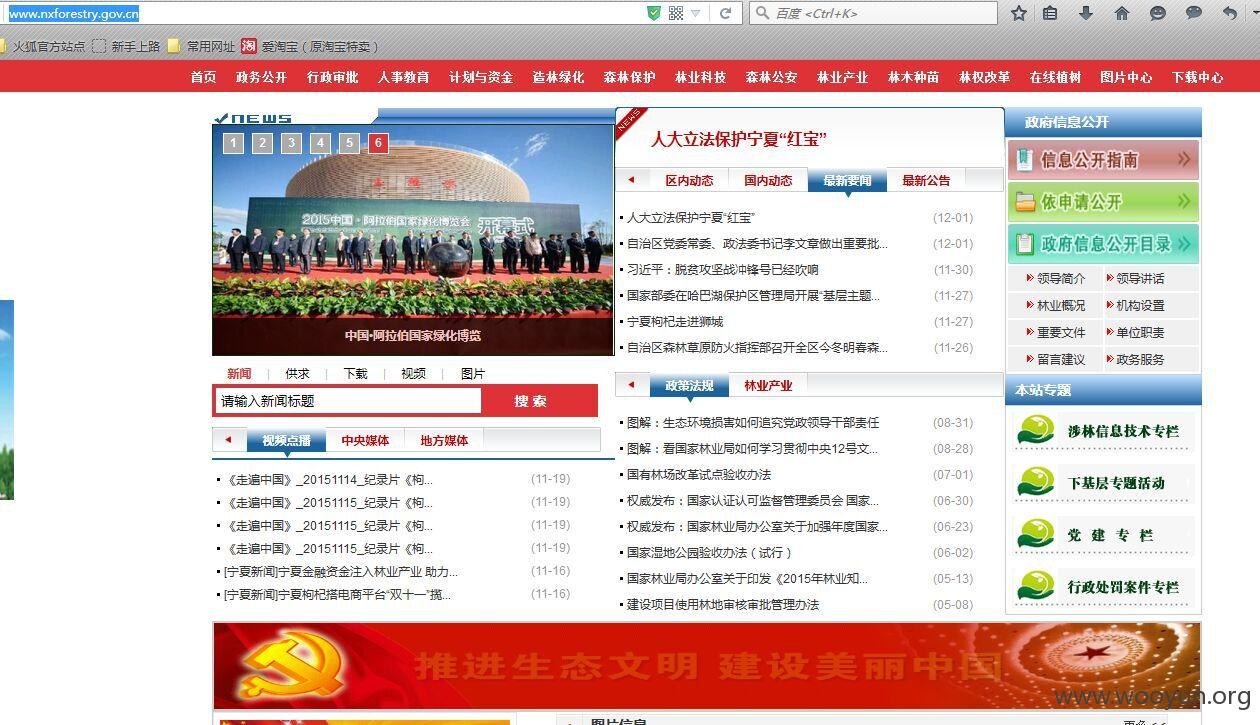 www.nxforestry.gov.cn
百度 <Ctrl+K>
火狐官方站点 新手上路 常用网址 淘 爱淘宝（原淘宝特卖）
首页 政务公开 行政审批 人事教育 计划与资金 造林绿化 森林保护 林业科技 森林公安 林业产业 林木种苗 林权改革 在线植树 图片中心 下载中心
NEWS
1 2 3 4 5 6
2015中国·阿拉伯国家绿化博览会 开幕式
中国·阿拉伯国家绿化博览
新闻 | 供求 | 下载 | 视频 | 图片
请输入新闻标题 搜 索
视频点播 中央媒体 地方媒体
《走遍中国》_20151114_纪录片《枸... (11-19)
《走遍中国》_20151115_纪录片《枸... (11-19)
《走遍中国》_20151115_纪录片《枸... (11-19)
《走遍中国》_20151115_纪录片《枸... (11-19)
[宁夏新闻]宁夏金融资金注入林业产业 助力... (11-16)
[宁夏新闻]宁夏枸杞搭电商平台“双十一”揽... (11-16)
NEWS
人大立法保护宁夏“红宝”
区内动态 国内动态 最新要闻 最新公告
人大立法保护宁夏“红宝” (12-01)
自治区党委常委、政法委书记李文章做出重要批... (12-01)
习近平：脱贫攻坚战冲锋号已经吹响 (11-30)
国家部委在哈巴湖保护区管理局开展“基层主题... (11-27)
宁夏枸杞走进狮城 (11-27)
自治区森林草原防火指挥部召开全区今冬明春森... (11-26)
政策法规 林业产业
图解：生态环境损害如何追究党政领导干部责任 (08-31)
图解：看国家林业局如何学习贯彻中央12号文... (08-28)
国有林场改革试点验收办法 (07-01)
权威发布：国家认证认可监督管理委员会 国家... (06-30)
权威发布：国家林业局办公室关于加强年度国家... (06-23)
国家湿地公园验收办法（试行） (06-02)
国家林业局办公室关于印发《2015年林业知... (05-13)
建设项目使用林地审核审批管理办法 (05-08)
政府信息公开
信息公开指南
依申请公开
政府信息公开目录
领导简介 领导讲话
林业概况 机构设置
重要文件 单位职责
留言建议 政务服务
本站专题
涉林信息技术专栏
下基层专题活动
党 建 专 栏
行政处罚案件专栏
推进生态文明 建设美丽中国
www.wooyun.org
图片信息